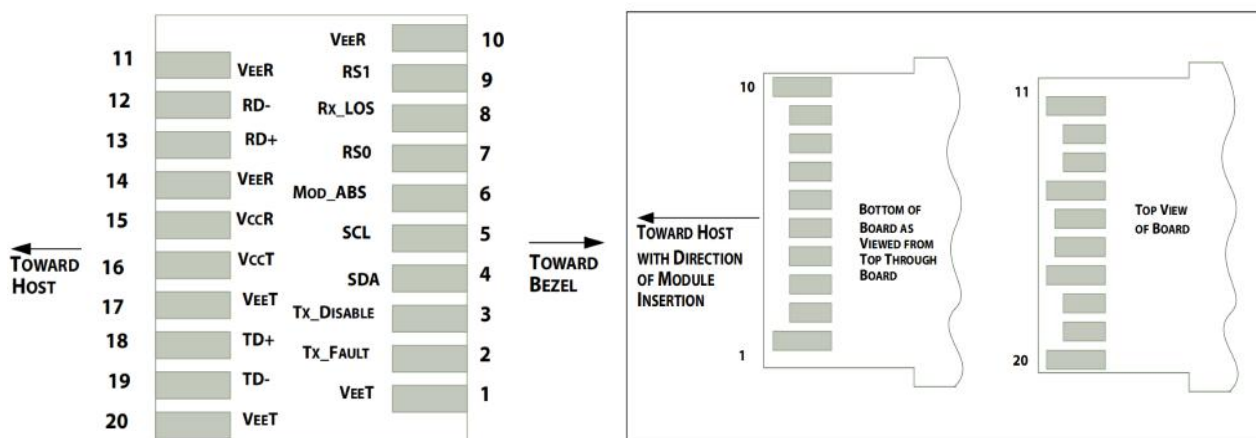 11
VEER
12
RD-
13
RD+
14
VEER
15
VCCR
16
VCCT
17
VEET
18
TD+
19
TD-
20
VEET
VEER
10
RS1
9
RX_LOS
8
RS0
7
MOD_ABS
6
SCL
5
SDA
4
TX_DISABLE
3
TX_FAULT
2
VEET
1
TOWARD
HOST
TOWARD
BEZEL
10
1
TOWARD HOST
WITH DIRECTION
OF MODULE
INSERTION
BOTTOM OF
BOARD AS
VIEWED FROM
TOP THROUGH
BOARD
11
20
TOP VIEW
OF BOARD